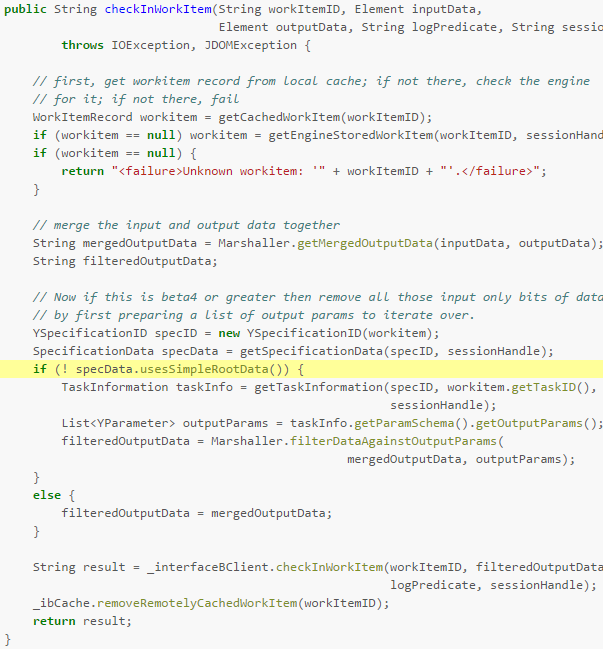 public String checkInWorkItem(String workItemID, Element inputData,
Element outputData, String logPredicate, String
throws IOException, JDOMException {
// first, get workitem record from local cache; if not there, check the engine
// for it; if not there, fail
WorkItemRecord workitem = getCachedWorkItem(workItemID);
if (workitem == null) workitem = getEngineStoredWorkItem(workItemID,
if (workitem == null) {
return "<failure>Unknown workitem: '" + workItemID + "'.</failure>";
}
// merge the input and output data together
String mergedOutputData = Marshaller.getMergedOutputData(inputData, outputData);
String filteredOutputData;
// Now if this is beta4 or greater then remove all those input only bits of data
// by first preparing a list of output params to iterate over.
YSpecificationID specID = new YSpecificationID(workitem);
SpecificationData specData = getSpecificationData(specID, sessionHandle);
if (! specData.usesSimpleRootData()) {
TaskInformation taskInfo = getTaskInformation(specID, workitem.getTaskID(),
sessionHandle);
List<YParameter> outputParams = taskInfo.getParamSchema().getOutputParams();
filteredOutputData = Marshaller.filterDataAgainstOutputParams(
mergedOutputData, outputParams);
}
else {
filteredOutputData = mergedOutputData;
}
String result = _interfaceBClient.checkInWorkItem(workItemID, filteredOutputData
logPredicate, sessionHandle);
_ibCache.removeRemotelyCachedWorkItem(workItemID);
return result;
}